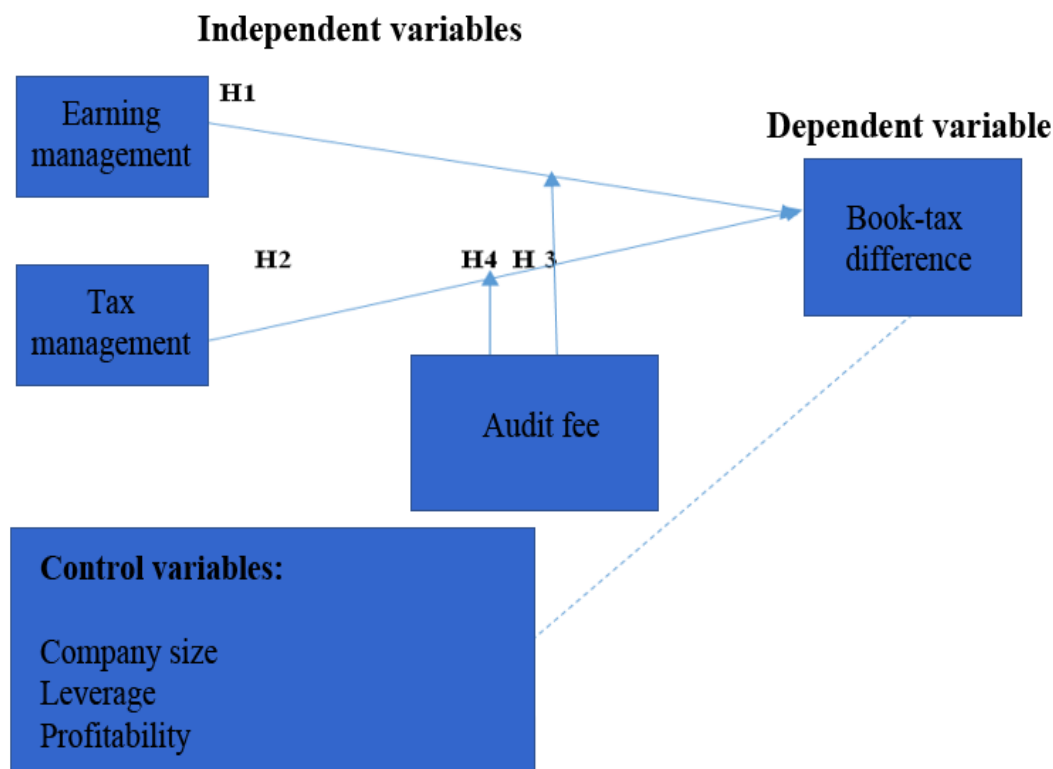 Independent variables
H1
Earning
management
Dependent variable
Book-tax
difference
H2
H4 H 3
Tax
management
Audit fee
Control variables:
Company size
Leverage
Profitability